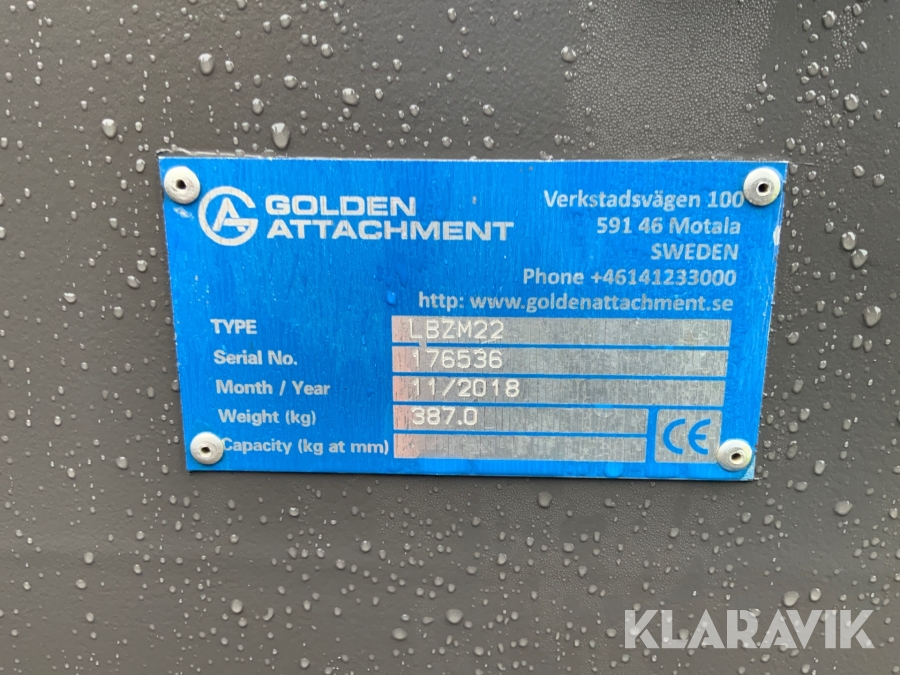 GOLDEN
ATTACHMENT
Verkstadsvägen 100
591 46 Motala
SWEDEN
Phone +46141233000
http: www.goldenattachment.se
TYPE LBZM22
Serial No. 176536
Month / Year 11/2018
Weight (kg) 387.0
Capacity (kg at mm)
CE
KLARAVIK